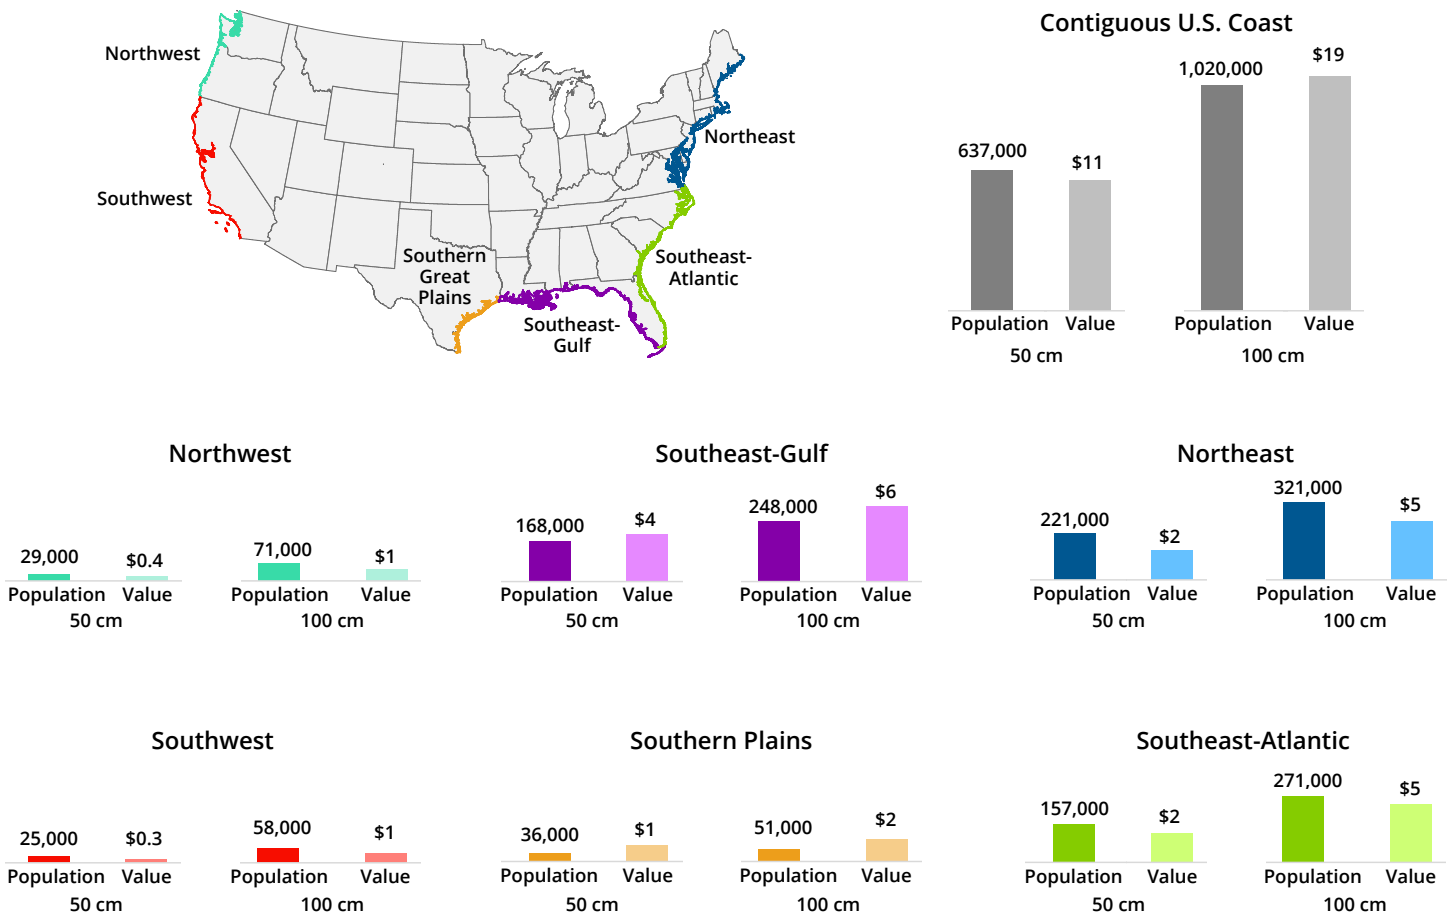 Northwest
Southwest
Southern
Great
Plains
Southeast-
Gulf
Southeast-
Atlantic
Northeast
Contiguous U.S. Coast
637,000
$11
1,020,000
$19
Population Value
Population Value
50 cm
100 cm
Northwest
29,000
$0.4
71,000
$1
Population Value
Population Value
50 cm
100 cm
Southeast-Gulf
168,000
$4
248,000
$6
Population Value
Population Value
50 cm
100 cm
Northeast
221,000
$2
321,000
$5
Population Value
Population Value
50 cm
100 cm
Southwest
25,000
$0.3
58,000
$1
Population Value
Population Value
50 cm
100 cm
Southern Plains
36,000
$1
51,000
$2
Population Value
Population Value
50 cm
100 cm
Southeast-Atlantic
157,000
$2
271,000
$5
Population Value
Population Value
50 cm
100 cm